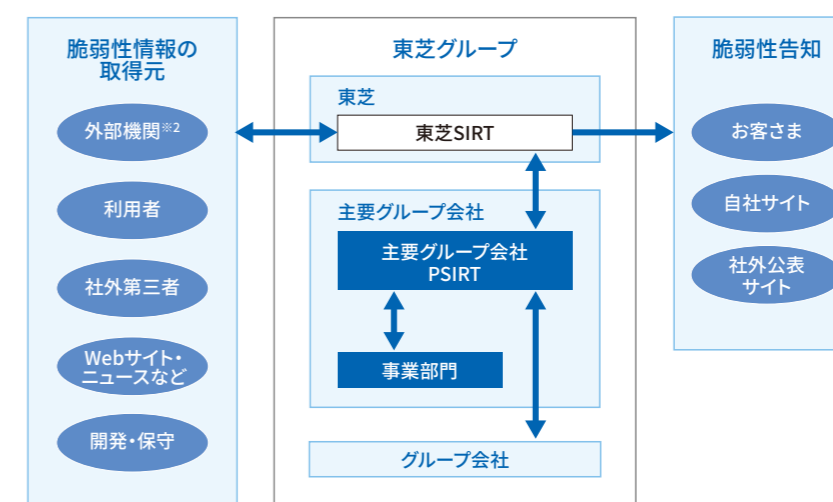 脆弱性情報の
取得元
外部機関※2
利用者
社外第三者
Webサイト・
ニュースなど
開発・保守
東芝グループ
東芝
東芝SIRT
主要グループ会社
主要グループ会社
PSIRT
事業部門
グループ会社
脆弱性告知
お客さま
自社サイト
社外公表
サイト